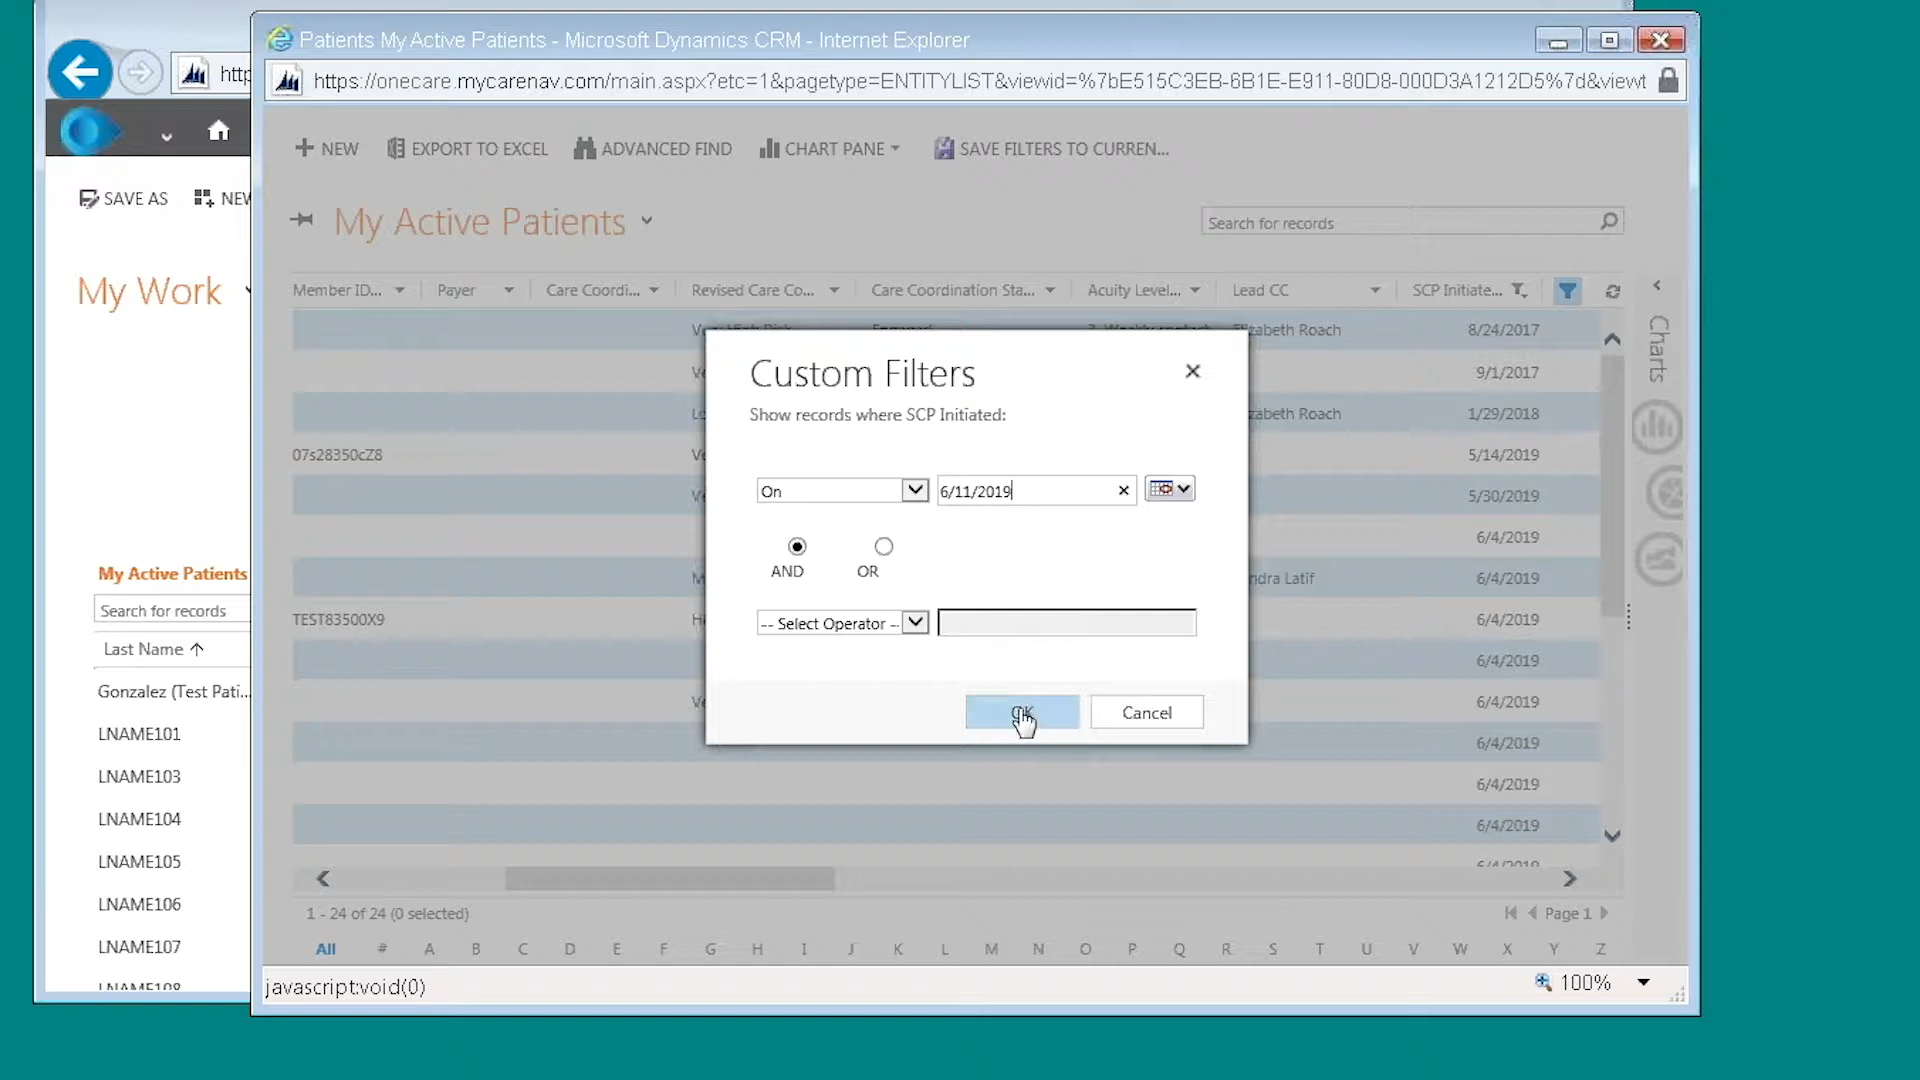 Patients My Active Patients - Microsoft Dynamics CRM - Internet Explorer
http
https://onecare.mycarenav.com/main.aspx?etc=1&pagetype=ENTITYLIST&viewid=%7bE515C3EB-6B1E-E911-80D8-000D3A1212D5%7d&viewt
NEW EXPORT TO EXCEL ADVANCED FIND CHART PANE SAVE FILTERS TO CURREN...
SAVE AS NEW
My Active Patients
Search for records
My Work
Member ID... Payer Care Coordi... Revised Care Co... Care Coordination Sta... Acuity Level... Lead CC SCP Initiate...
8/24/2017
9/1/2017
1/29/2018
07s28350cZ8 5/14/2019
5/30/2019
6/4/2019
6/4/2019
TEST83500X9 6/4/2019
6/4/2019
6/4/2019
6/4/2019
6/4/2019
6/4/2019
6/4/2019
Charts
Custom Filters
Show records where SCP Initiated:
On 6/11/2019
AND OR
-- Select Operator --
OK Cancel
My Active Patients
Search for records
Last Name
Gonzalez (Test Pati...
LNAME101
LNAME103
LNAME104
LNAME105
LNAME106
LNAME107
LNAME108
1 - 24 of 24 (0 selected) Page 1
All # A B C D E F G H I J K L M N O P Q R S T U V W X Y Z
javascript:void(0) 100%